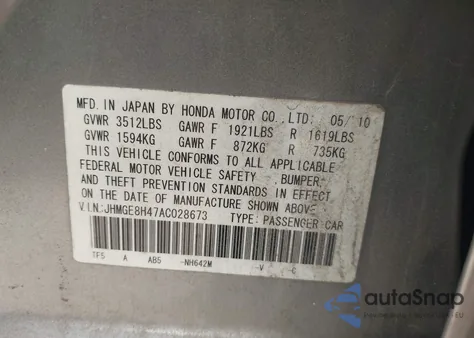 MFD. IN JAPAN BY HONDA MOTOR CO., LTD: 05/'10
GVWR 3512LBS GAWR F 1921LBS R 1619LBS
GVWR 1594KG GAWR F 872KG R 735KG
THIS VEHICLE CONFORMS TO ALL APPLICABLE
FEDERAL MOTOR VEHICLE SAFETY ,BUMPER,
AND THEFT PREVENTION STANDARDS IN EFFECT
ON THE DATE OF MANUFACTURE SHOWN ABOVE.
V.I.N.:JHMGE8H47AC028673 TYPE: PASSENGER CAR
TF5 A AB5 -NH642M -V -C
autoSnap